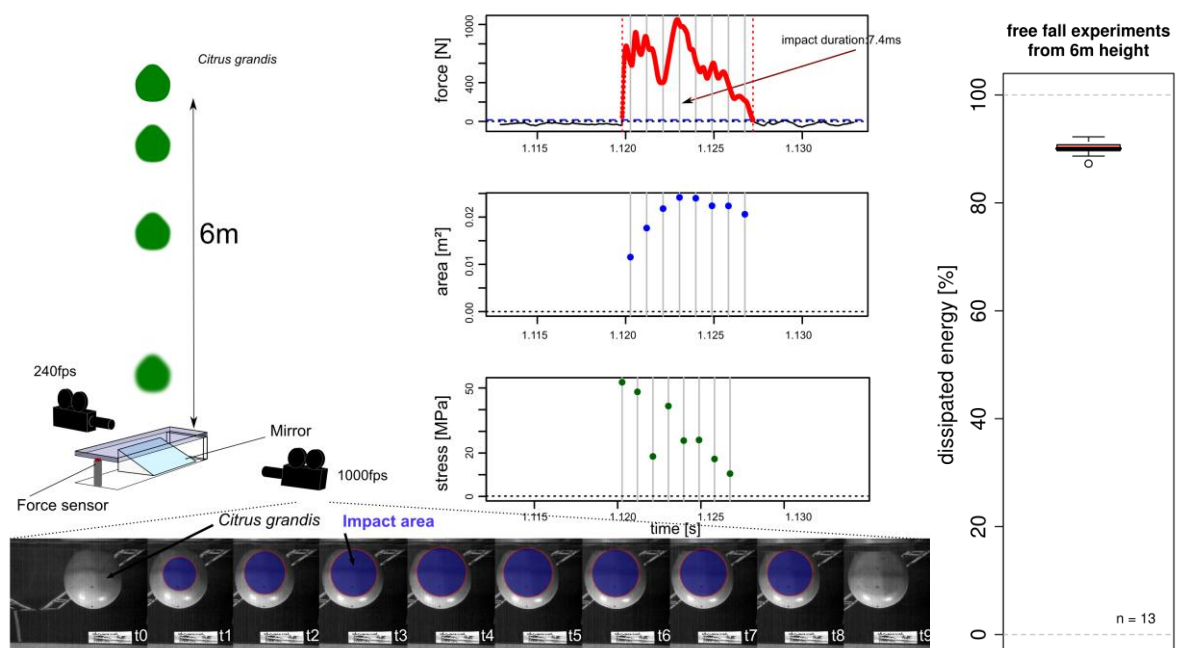 Citrus grandis
6m
240fps
Mirror
1000fps
Force sensor
Citrus grandis
Impact area
t0 t1 t2 t3 t4 t5 t6 t7 t8 t9
force [N]
0 400 1000
impact duration:7.4ms
1.115 1.120 1.125 1.130
area [m²]
0.00 0.01 0.02
1.115 1.120 1.125 1.130
stress [MPa]
0 20 50
1.115 1.120 1.125 1.130
time [s]
free fall experiments
from 6m height
dissipated energy [%]
100
80
60
40
20
0
n = 13